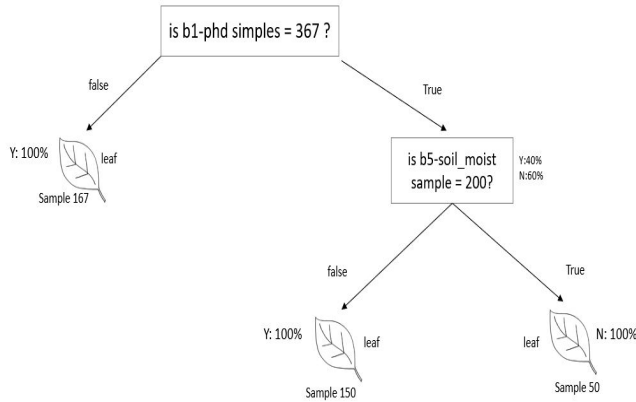 is b1-phd simples = 367 ?
false
True
Y: 100%
leaf
Sample 167
is b5-soil_moist
sample = 200?
Y:40%
N:60%
false
True
Y: 100%
leaf
Sample 150
leaf
N: 100%
Sample 50